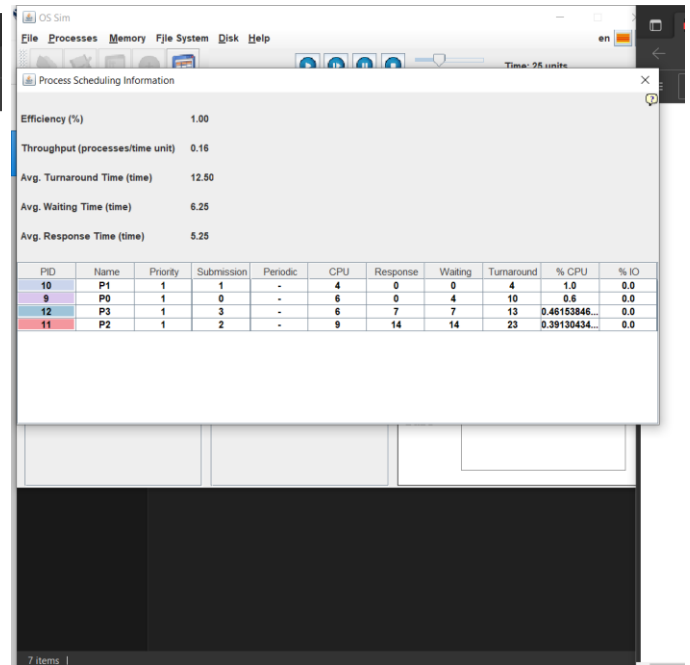 OS Sim
File Processes Memory File System Disk Help en
Time: 25 units
Process Scheduling Information
Efficiency (%) 1.00
Throughput (processes/time unit) 0.16
Avg. Turnaround Time (time) 12.50
Avg. Waiting Time (time) 6.25
Avg. Response Time (time) 5.25
PID Name Priority Submission Periodic CPU Response Waiting Turnaround % CPU % IO
10 P1 1 1 - 4 0 0 4 1.0 0.0
9 P0 1 0 - 6 0 4 10 0.6 0.0
12 P3 1 3 - 6 7 7 13 0.46153846... 0.0
11 P2 1 2 - 9 14 14 23 0.39130434... 0.0
7 items